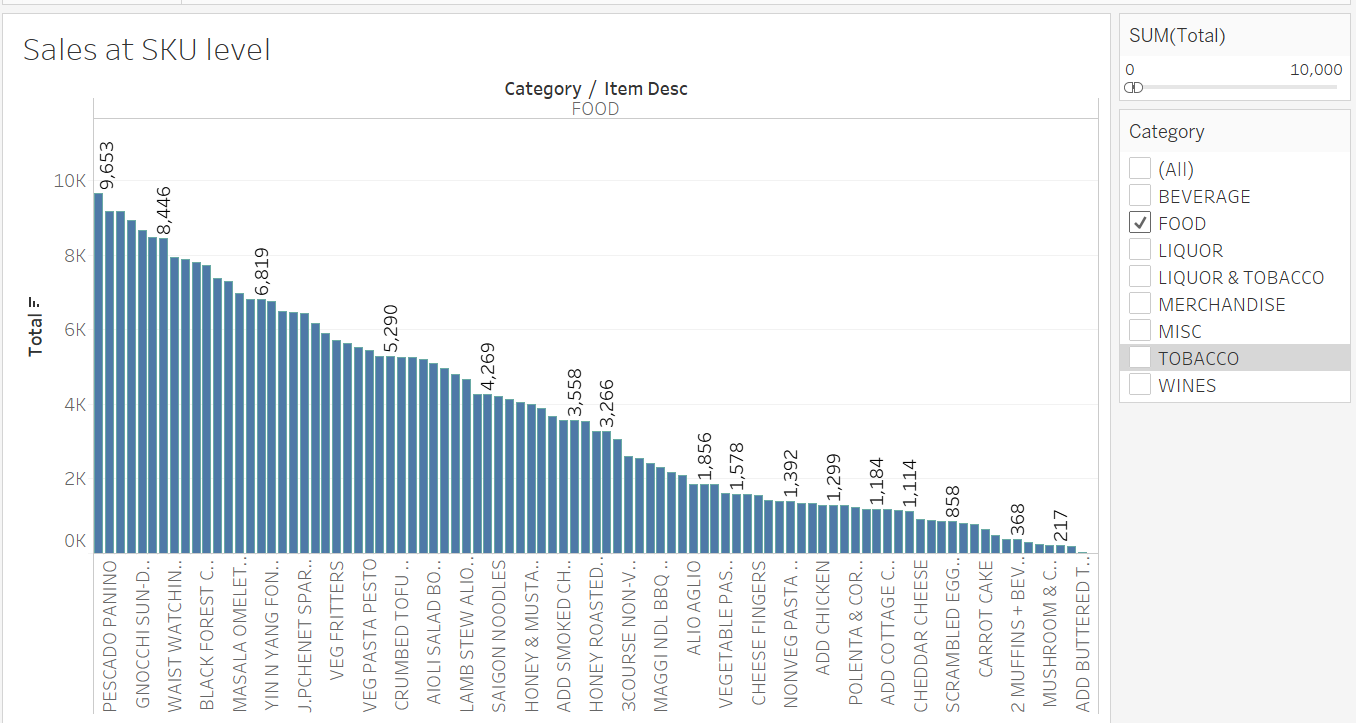 Sales at SKU level
Category / Item Desc
FOOD
Total
10K
8K
6K
4K
2K
0K
9,653
8,446
6,819
5,290
4,269
3,558
3,266
1,856
1,578
1,392
1,299
1,184
1,114
858
368
217
PESCADO PANINO
GNOCCHI SUN-D..
WAIST WATCHIN..
BLACK FOREST C..
MASALA OMELET..
YIN N YANG FON..
J.PCHENET SPAR..
VEG FRITTERS
VEG PASTA PESTO
CRUMBED TOFU ..
AIOLI SALAD BO..
LAMB STEW ALIO..
SAIGON NOODLES
HONEY & MUSTA..
ADD SMOKED CH..
HONEY ROASTED..
3COURSE NON-V..
MAGGI NDL BBQ ..
ALIO AGLIO
VEGETABLE PAS..
CHEESE FINGERS
NONVEG PASTA ..
ADD CHICKEN
POLENTA & COR..
ADD COTTAGE C..
CHEDDAR CHEESE
SCRAMBLED EGG..
CARROT CAKE
2 MUFFINS + BEV..
MUSHROOM & C..
ADD BUTTERED T..
SUM(Total)
0 10,000
Category
(All)
BEVERAGE
FOOD
LIQUOR
LIQUOR & TOBACCO
MERCHANDISE
MISC
TOBACCO
WINES